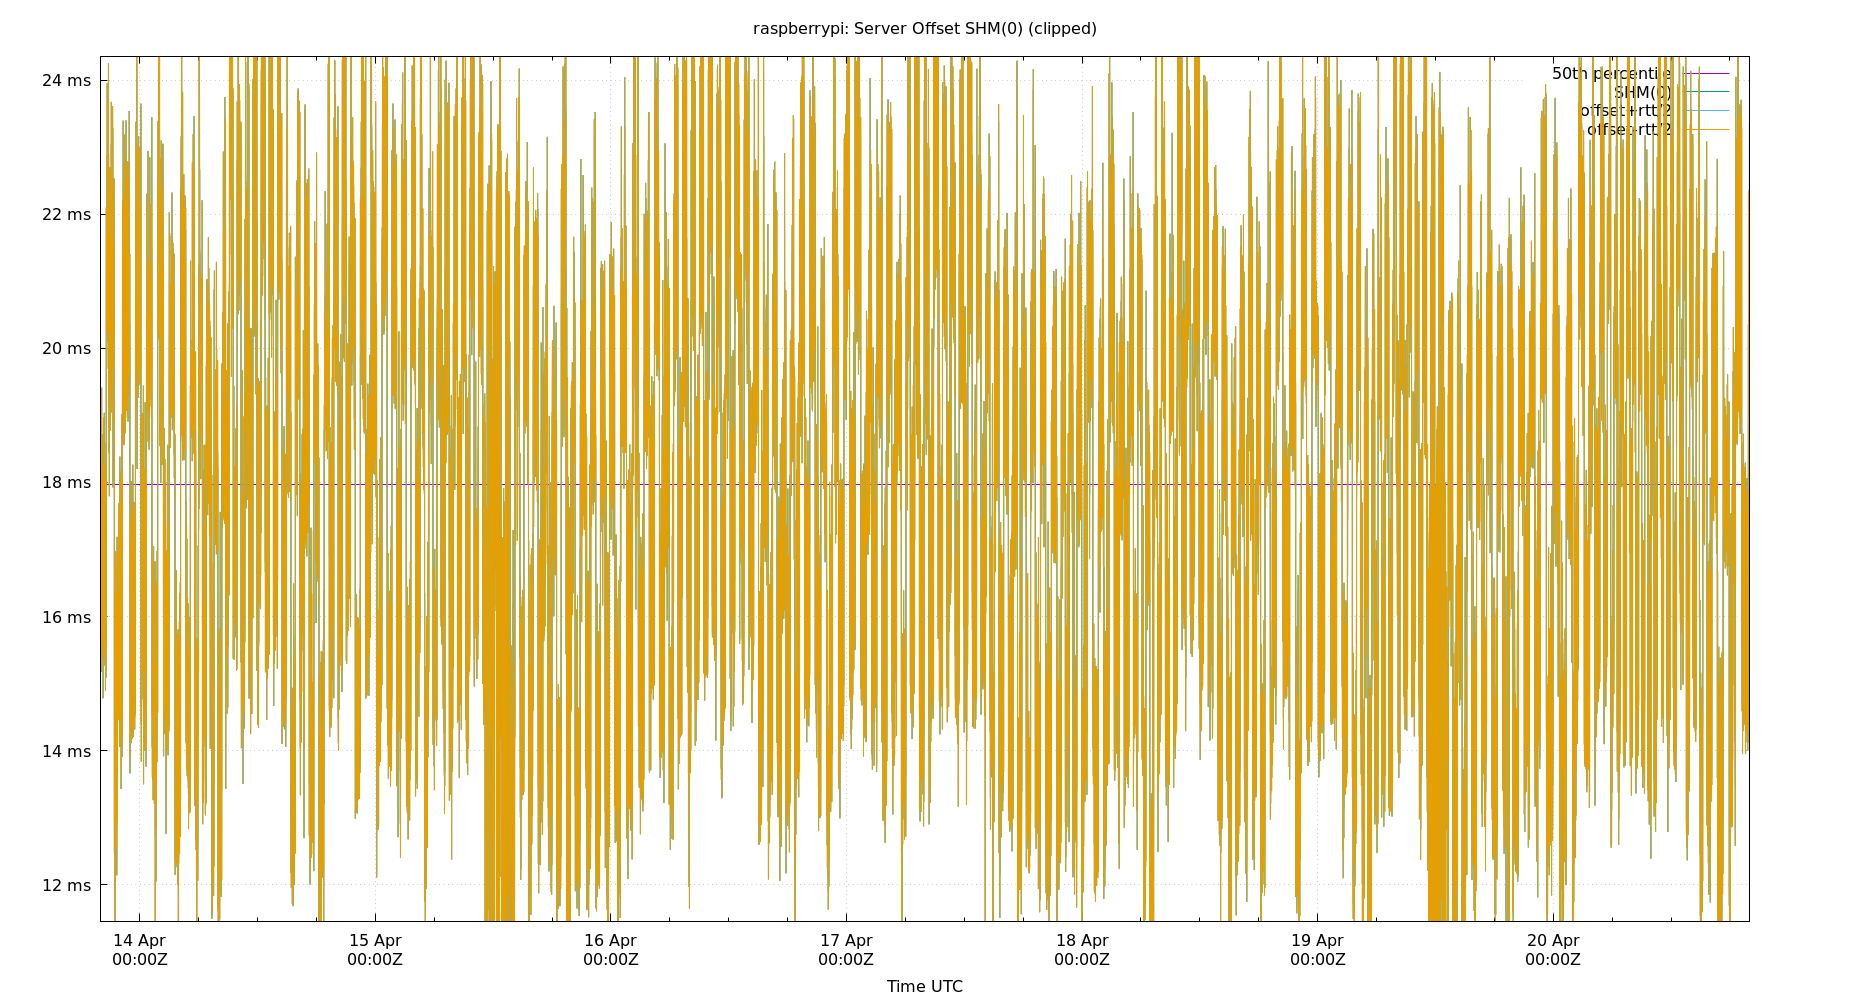 raspberrypi: Server Offset SHM(0) (clipped)
24 ms
22 ms
20 ms
18 ms
16 ms
14 ms
12 ms
50th percentile
SHM(0)
offset+rtt/2
offset-rtt/2
14 Apr
00:00Z
15 Apr
00:00Z
16 Apr
00:00Z
17 Apr
00:00Z
18 Apr
00:00Z
19 Apr
00:00Z
20 Apr
00:00Z
Time UTC